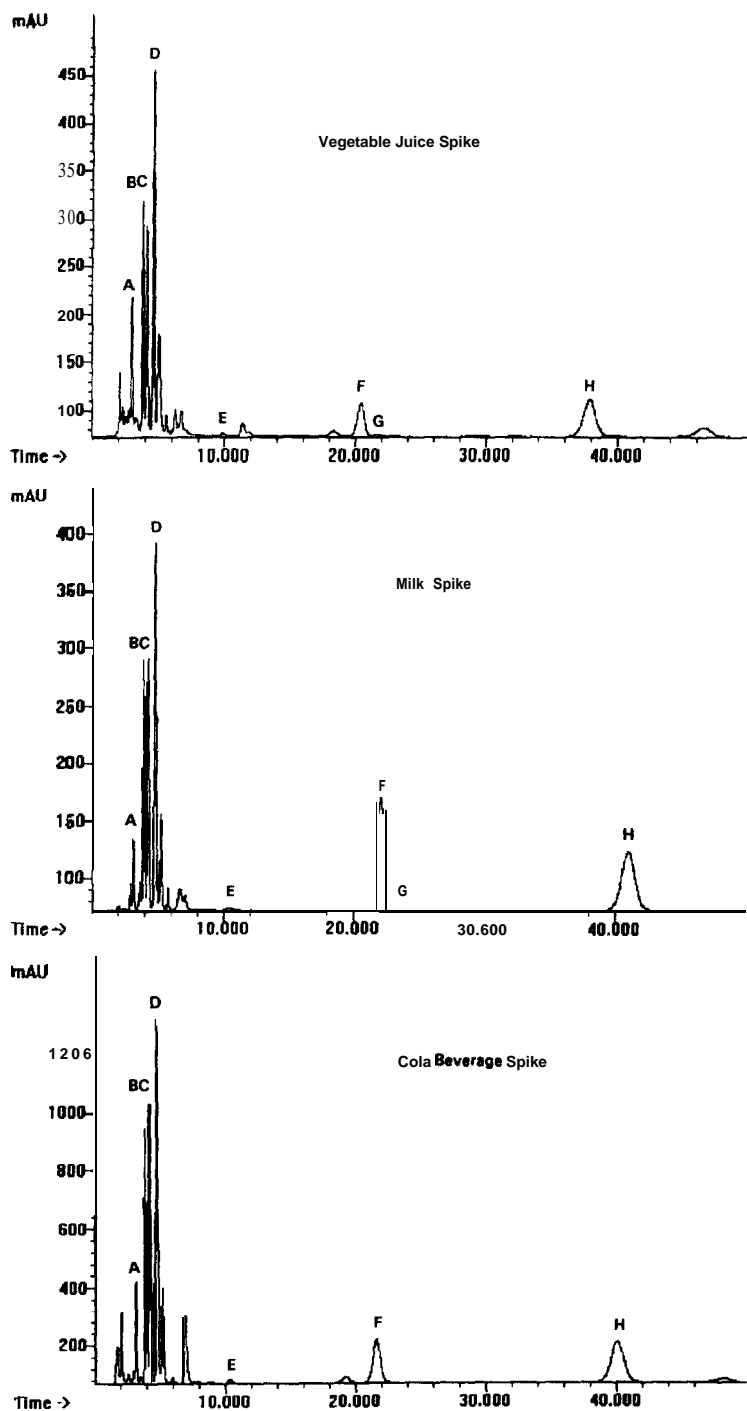 mAU
D
450
400
Vegetable Juice Spike
350
BC
300
250
A
200
150
F
H
100
E
G
Time →
10.000
20.000
30.000
40.000
mAU
D
400
350
Milk Spike
BC
300
250
200
F
150
A
H
100
E
G
Time →
10.000
20.000
30.600
40.000
mAU
D
1206
Cola Beverage Spike
BC
1000
800
600
A
400
F
H
200
E
Time →
10.000
20.000
30.000
40.000